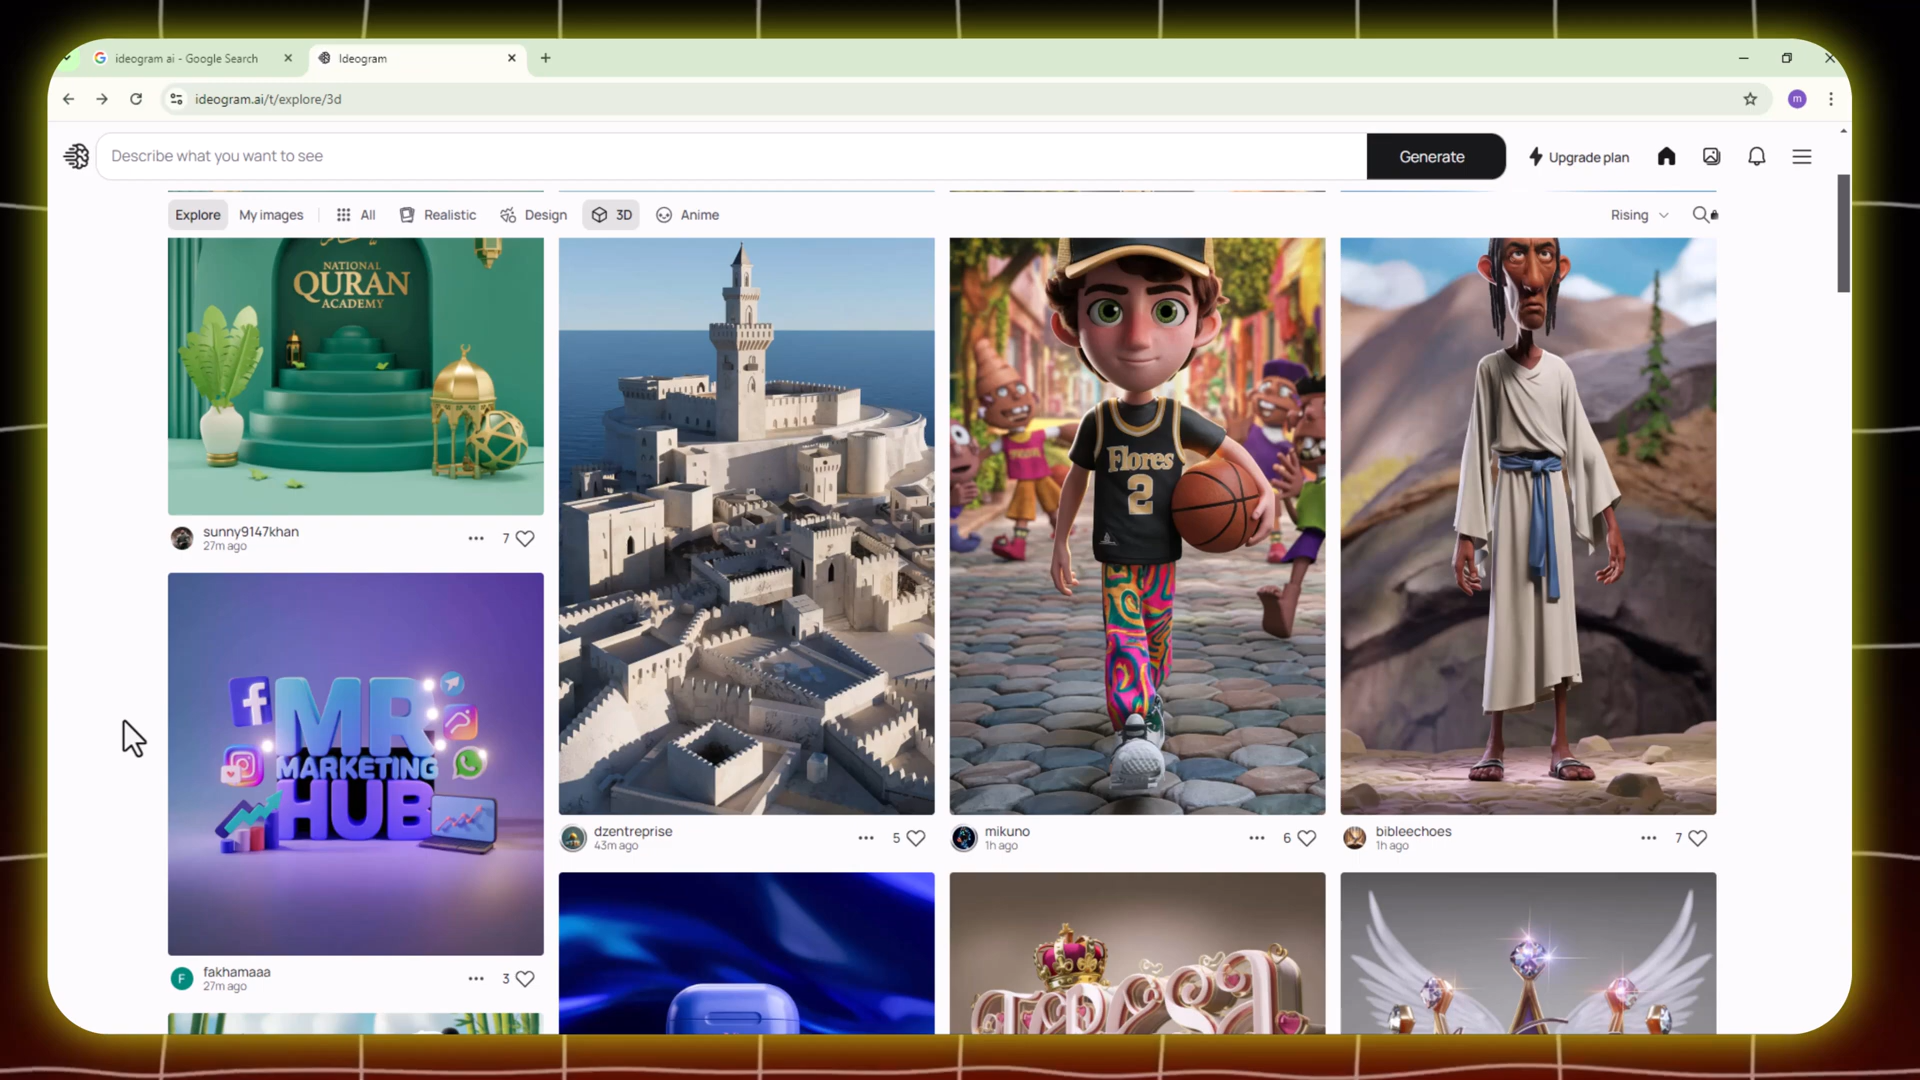 ideogram ai - Google Search
Ideogram
ideogram.ai/t/explore/3d
m
Describe what you want to see
Generate
Upgrade plan
Explore
My images
All
Realistic
Design
3D
Anime
Rising
NATIONAL
QURAN
ACADEMY
sunny9147khan
27m ago
7
MR
MARKETING
HUB
F
fakhamaaa
27m ago
3
dzentreprise
43m ago
5
Flores
2
mikuno
1h ago
6
bibleechoes
1h ago
7